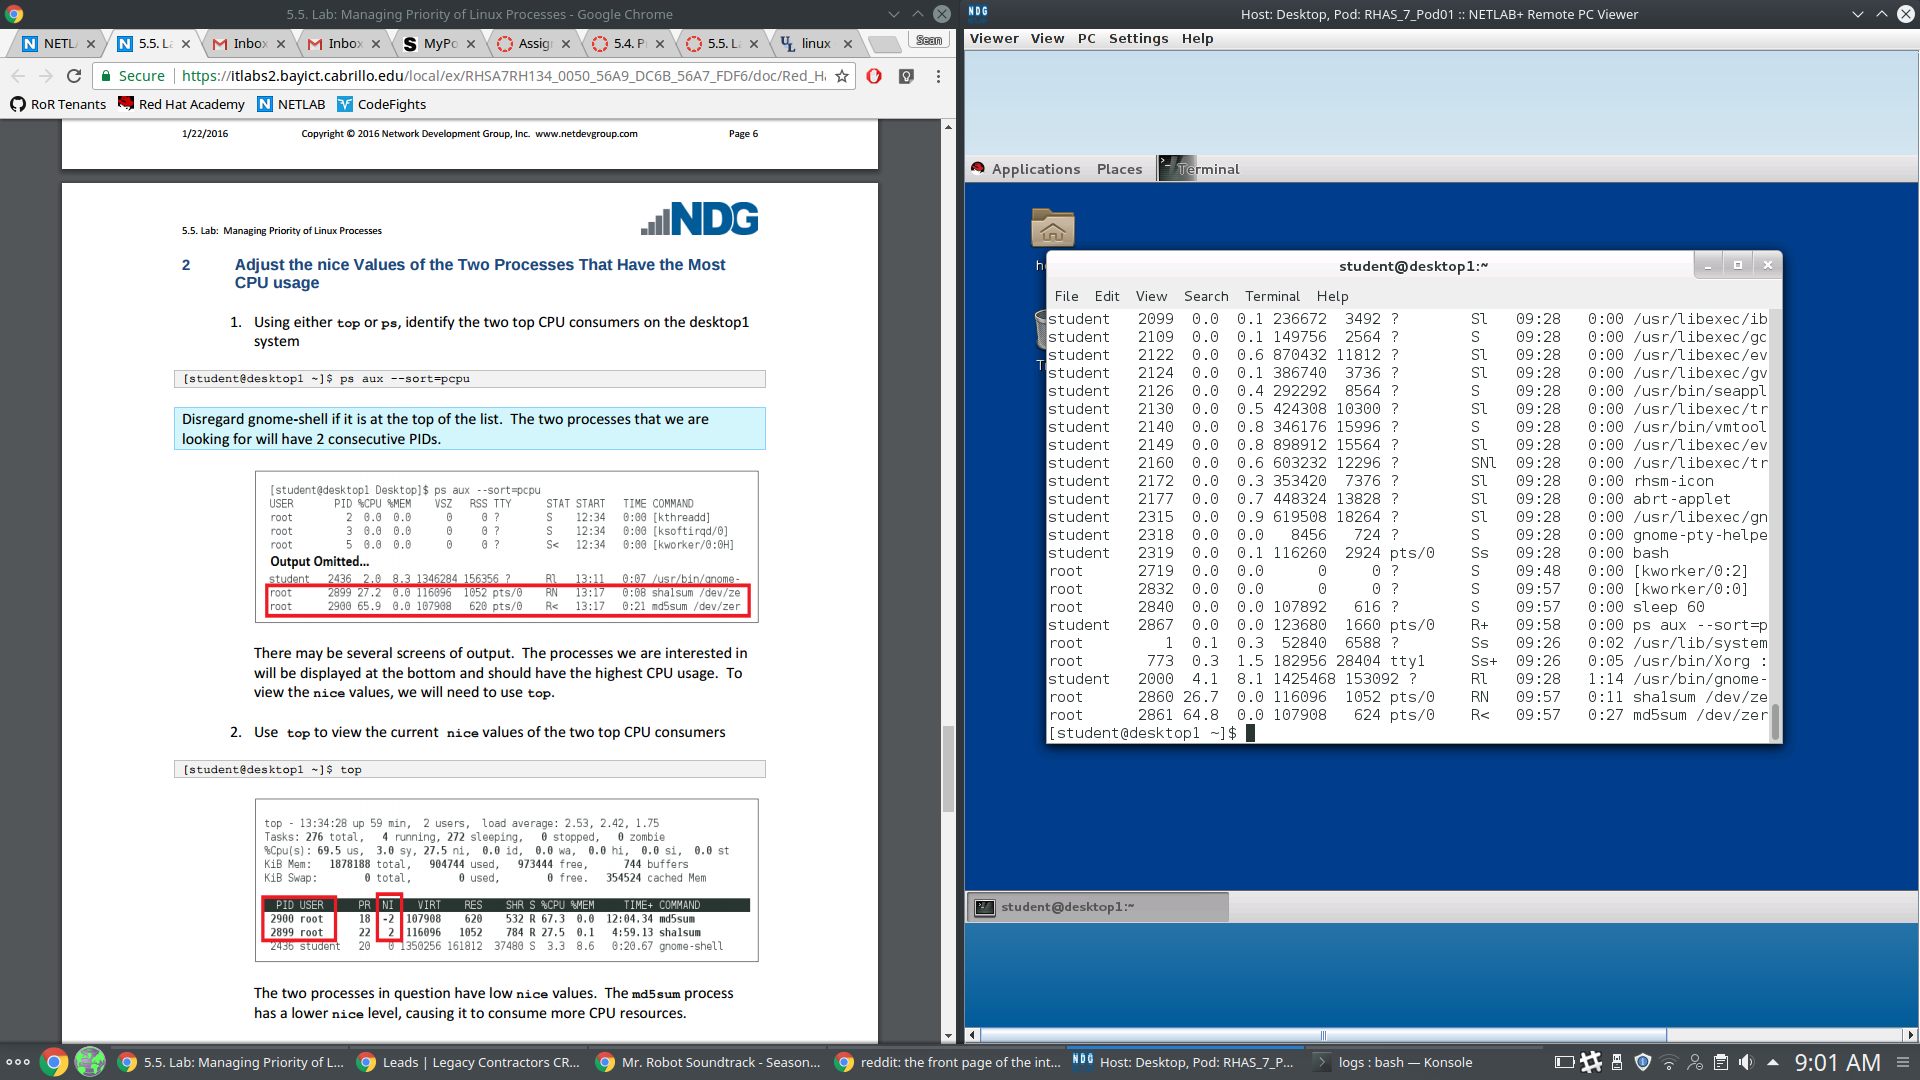 5.5. Lab: Managing Priority of Linux Processes - Google Chrome
NETL
5.5. La
Inbox
Inbox
MyPo
Assig
5.4. P
5.5. L
linux
Sean
Secure
https://itlabs2.bayict.cabrillo.edu/local/ex/RHSA7RH134_0050_56A9_DC6B_56A7_FDF6/doc/Red_Ha
RoR Tenants
Red Hat Academy
NETLAB
CodeFights
1/22/2016 Copyright © 2016 Network Development Group, Inc. www.netdevgroup.com Page 6
5.5. Lab: Managing Priority of Linux Processes
NDG
2 Adjust the nice Values of the Two Processes That Have the Most
CPU usage
1. Using either top or ps, identify the two top CPU consumers on the desktop1
system
[student@desktop1 ~]$ ps aux --sort=pcpu
Disregard gnome-shell if it is at the top of the list. The two processes that we are
looking for will have 2 consecutive PIDs.
[student@desktop1 Desktop]$ ps aux --sort=pcpu
USER PID %CPU %MEM VSZ RSS TTY STAT START TIME COMMAND
root 2 0.0 0.0 0 0 ? S 12:34 0:00 [kthreadd]
root 3 0.0 0.0 0 0 ? S 12:34 0:00 [ksoftirqd/0]
root 5 0.0 0.0 0 0 ? S< 12:34 0:00 [kworker/0:0H]
Output Omitted...
student 2436 2.0 8.3 1346284 156356 ? Rl 13:11 0:07 /usr/bin/gnome-
root 2899 27.2 0.0 116096 1052 pts/0 RN 13:17 0:08 sha1sum /dev/ze
root 2900 65.9 0.0 107908 620 pts/0 R< 13:17 0:21 md5sum /dev/zer
There may be several screens of output. The processes we are interested in
will be displayed at the bottom and should have the highest CPU usage. To
view the nice values, we will need to use top.
2. Use top to view the current nice values of the two top CPU consumers
[student@desktop1 ~]$ top
top - 13:34:28 up 59 min, 2 users, load average: 2.53, 2.42, 1.75
Tasks: 276 total, 4 running, 272 sleeping, 0 stopped, 0 zombie
%Cpu(s): 69.5 us, 3.0 sy, 27.5 ni, 0.0 id, 0.0 wa, 0.0 hi, 0.0 si, 0.0 st
KiB Mem: 1878188 total, 904744 used, 973444 free, 744 buffers
KiB Swap: 0 total, 0 used, 0 free. 354524 cached Mem
PID USER PR NI VIRT RES SHR S %CPU %MEM TIME+ COMMAND
2900 root 18 -2 107908 620 532 R 67.3 0.0 12:04.34 md5sum
2899 root 22 2 116096 1052 784 R 27.5 0.1 4:59.13 sha1sum
2436 student 20 0 1350256 161812 37480 S 3.3 8.6 0:20.67 gnome-shell
The two processes in question have low nice values. The md5sum process
has a lower nice level, causing it to consume more CPU resources.
NDG
Host: Desktop, Pod: RHAS_7_Pod01 :: NETLAB+ Remote PC Viewer
Viewer View PC Settings Help
Applications Places Terminal
student@desktop1:~
File Edit View Search Terminal Help
student 2099 0.0 0.1 236672 3492 ? Sl 09:28 0:00 /usr/libexec/ib
student 2109 0.0 0.1 149756 2564 ? S 09:28 0:00 /usr/libexec/gc
student 2122 0.0 0.6 870432 11812 ? Sl 09:28 0:00 /usr/libexec/ev
student 2124 0.0 0.1 386740 3736 ? Sl 09:28 0:00 /usr/libexec/gv
student 2126 0.0 0.4 292292 8564 ? S 09:28 0:00 /usr/bin/seappl
student 2130 0.0 0.5 424308 10300 ? Sl 09:28 0:00 /usr/libexec/tr
student 2140 0.0 0.8 346176 15996 ? S 09:28 0:00 /usr/bin/vmtool
student 2149 0.0 0.8 898912 15564 ? Sl 09:28 0:00 /usr/libexec/ev
student 2160 0.0 0.6 603232 12296 ? SNl 09:28 0:00 /usr/libexec/tr
student 2172 0.0 0.3 353420 7376 ? Sl 09:28 0:00 rhsm-icon
student 2177 0.0 0.7 448324 13828 ? Sl 09:28 0:00 abrt-applet
student 2315 0.0 0.9 619508 18264 ? Sl 09:28 0:00 /usr/libexec/gn
student 2318 0.0 0.0 8456 724 ? S 09:28 0:00 gnome-pty-helpe
student 2319 0.0 0.1 116260 2924 pts/0 Ss 09:28 0:00 bash
root 2719 0.0 0.0 0 0 ? S 09:48 0:00 [kworker/0:2]
root 2832 0.0 0.0 0 0 ? S 09:57 0:00 [kworker/0:0]
root 2840 0.0 0.0 107892 616 ? S 09:57 0:00 sleep 60
student 2867 0.0 0.0 123680 1660 pts/0 R+ 09:58 0:00 ps aux --sort=p
root 1 0.1 0.3 52840 6588 ? Ss 09:26 0:02 /usr/lib/system
root 773 0.3 1.5 182956 28404 tty1 Ss+ 09:26 0:05 /usr/bin/Xorg :
student 2000 4.1 8.1 1425468 153092 ? Rl 09:28 1:14 /usr/bin/gnome-
root 2860 26.7 0.0 116096 1052 pts/0 RN 09:57 0:11 sha1sum /dev/ze
root 2861 64.8 0.0 107908 624 pts/0 R< 09:57 0:27 md5sum /dev/zer
[student@desktop1 ~]$
student@desktop1:~
5.5. Lab: Managing Priority of L...
Leads | Legacy Contractors CR...
Mr. Robot Soundtrack - Season...
reddit: the front page of the int...
NDG
Host: Desktop, Pod: RHAS_7_P...
logs : bash — Konsole
9:01 AM